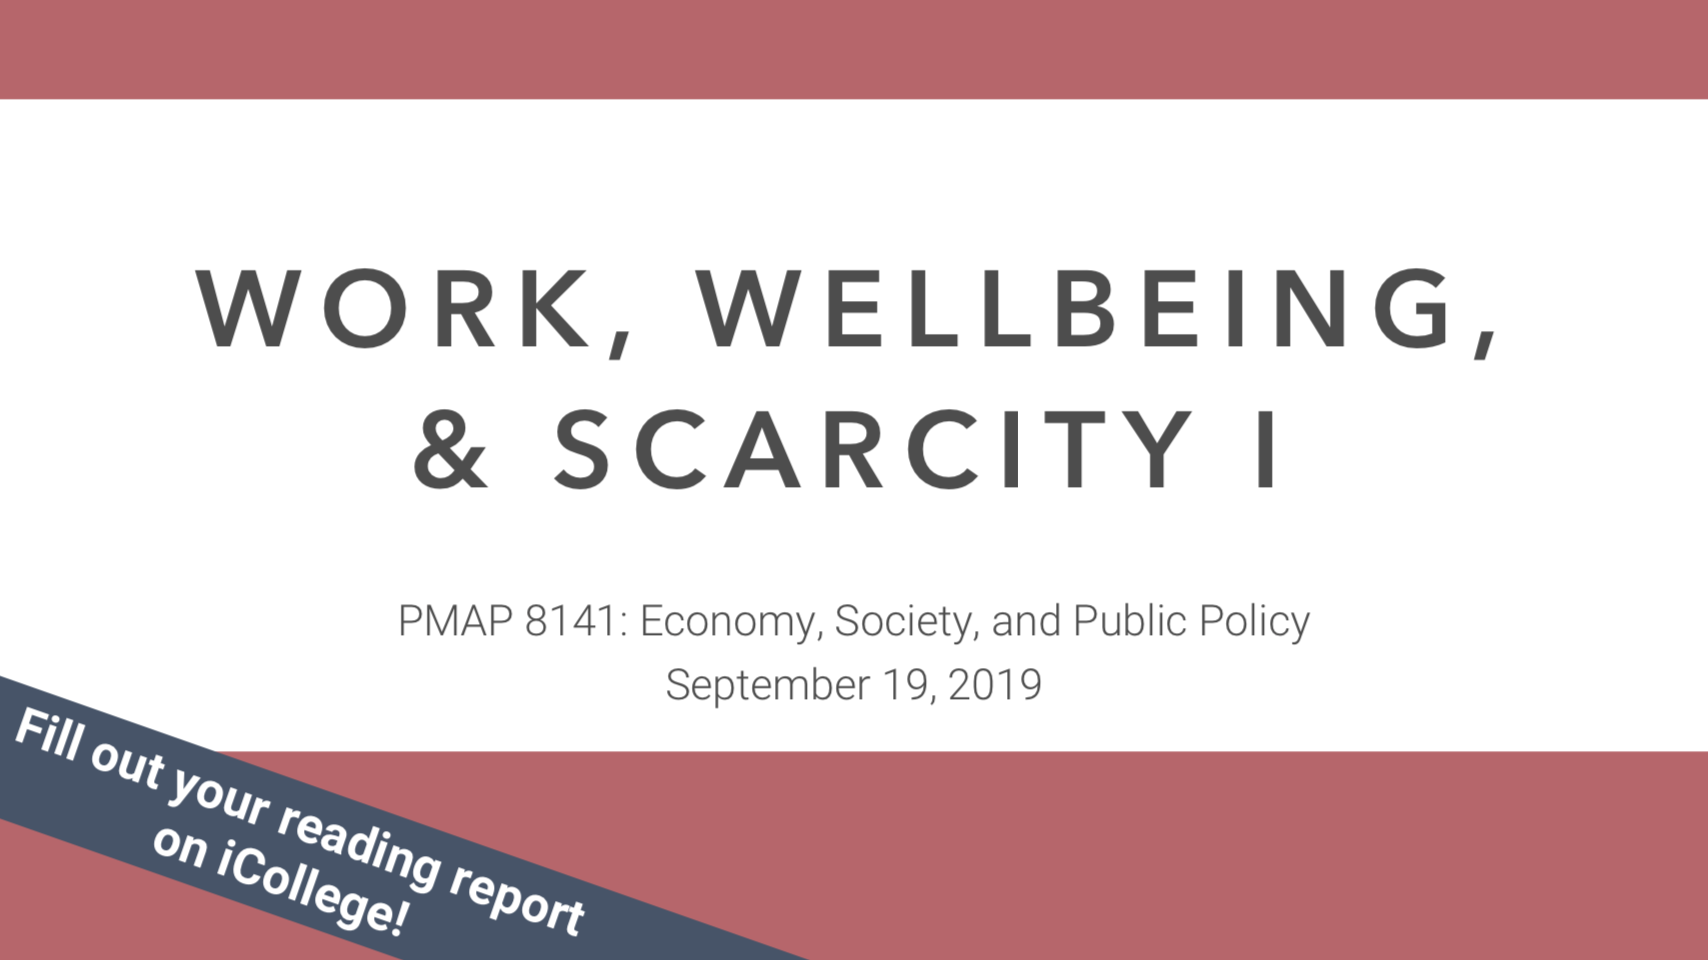 WORK, WELLBEING,
& SCARCITY I
PMAP 8141: Economy, Society, and Public Policy
September 19, 2019
Fill out your reading report
on iCollege!